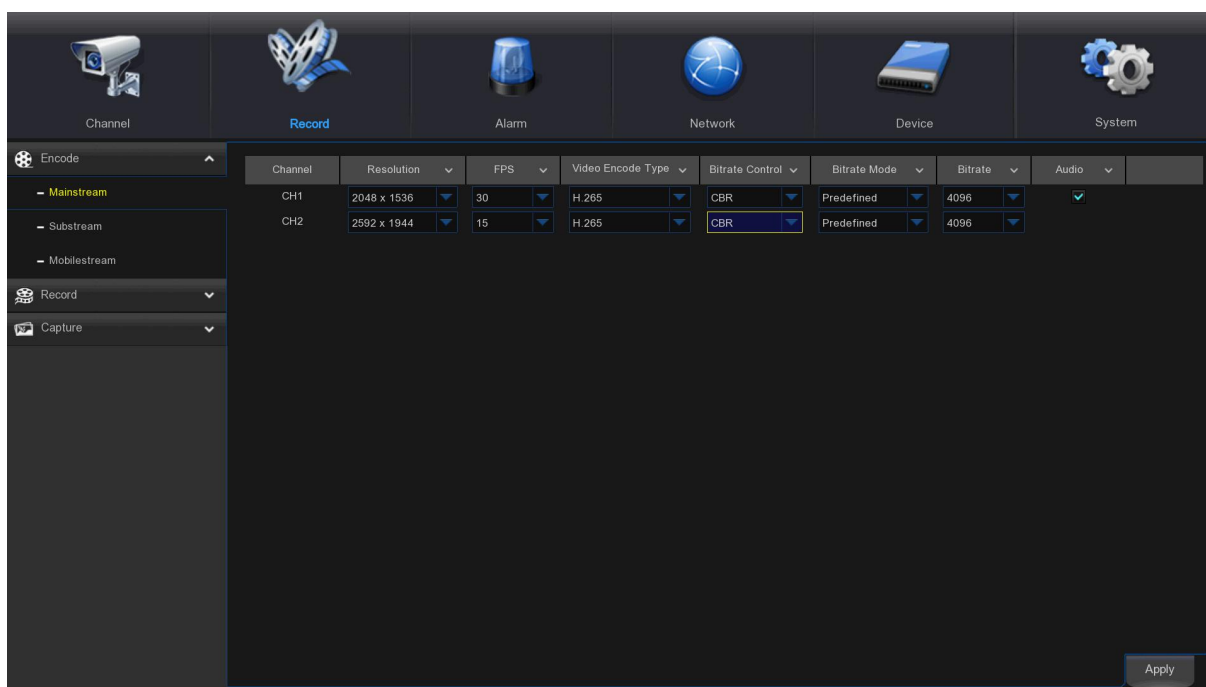 Channel Record Alarm Network Device System
Encode
Mainstream
Substream
Mobilestream
Record
Capture
Channel Resolution FPS Video Encode Type Bitrate Control Bitrate Mode Bitrate Audio
CH1 2048 x 1536 30 H.265 CBR Predefined 4096
CH2 2592 x 1944 15 H.265 CBR Predefined 4096
Apply